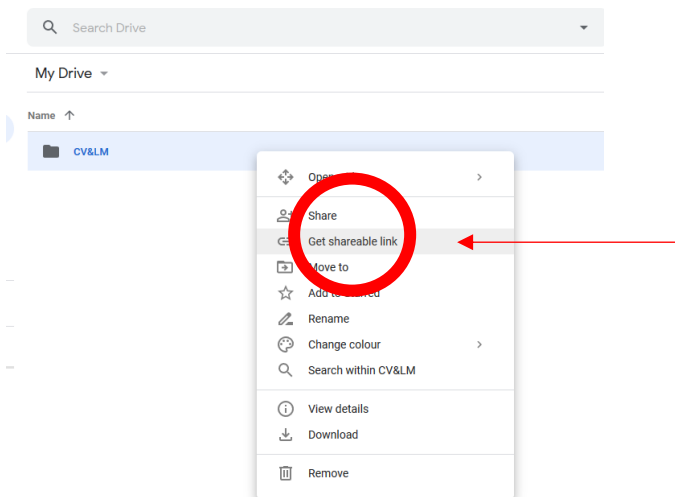 Search Drive
My Drive
Name
CV&LM
Share
Get shareable link
Move to
Rename
Change colour
Search within CV&LM
View details
Download
Remove